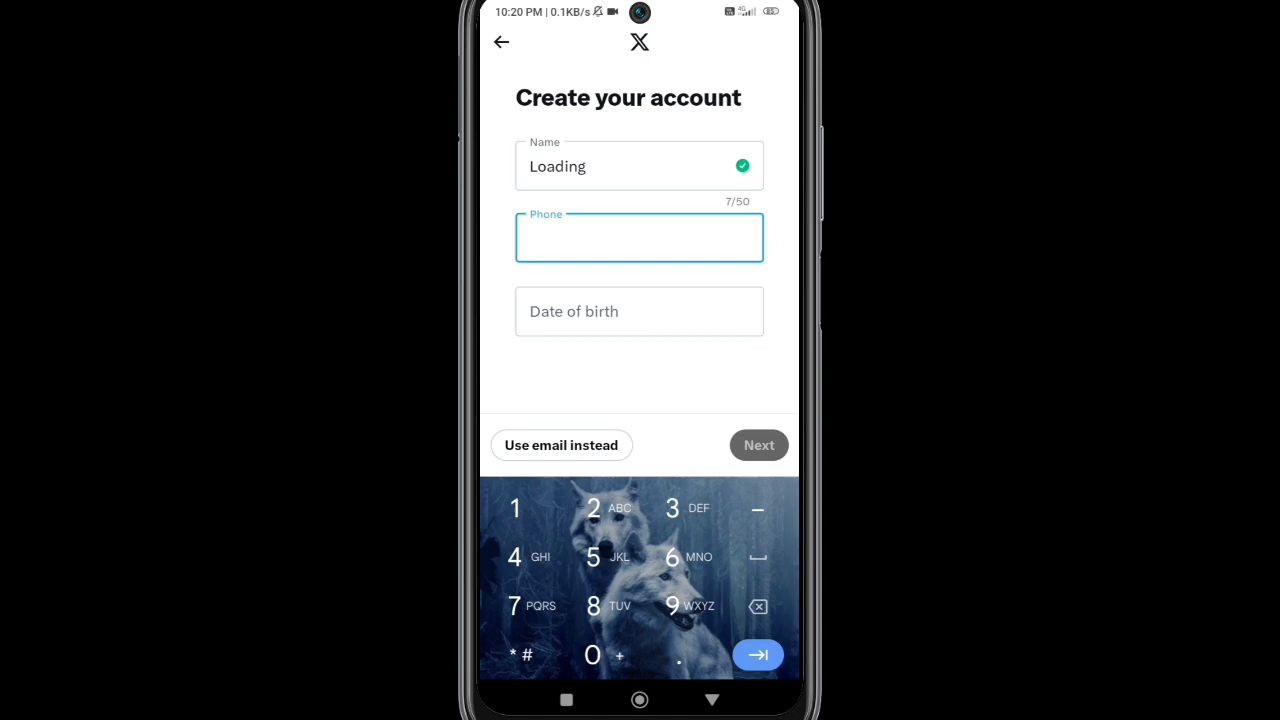 10:20 PM | 0.1KB/s
4G
85
X
Create your account
Name
Loading
7/50
Phone
Date of birth
Use email instead
Next
1 2 ABC 3 DEF –
4 GHI 5 JKL 6 MNO
7 PQRS 8 TUV 9 WXYZ
* # 0 + .